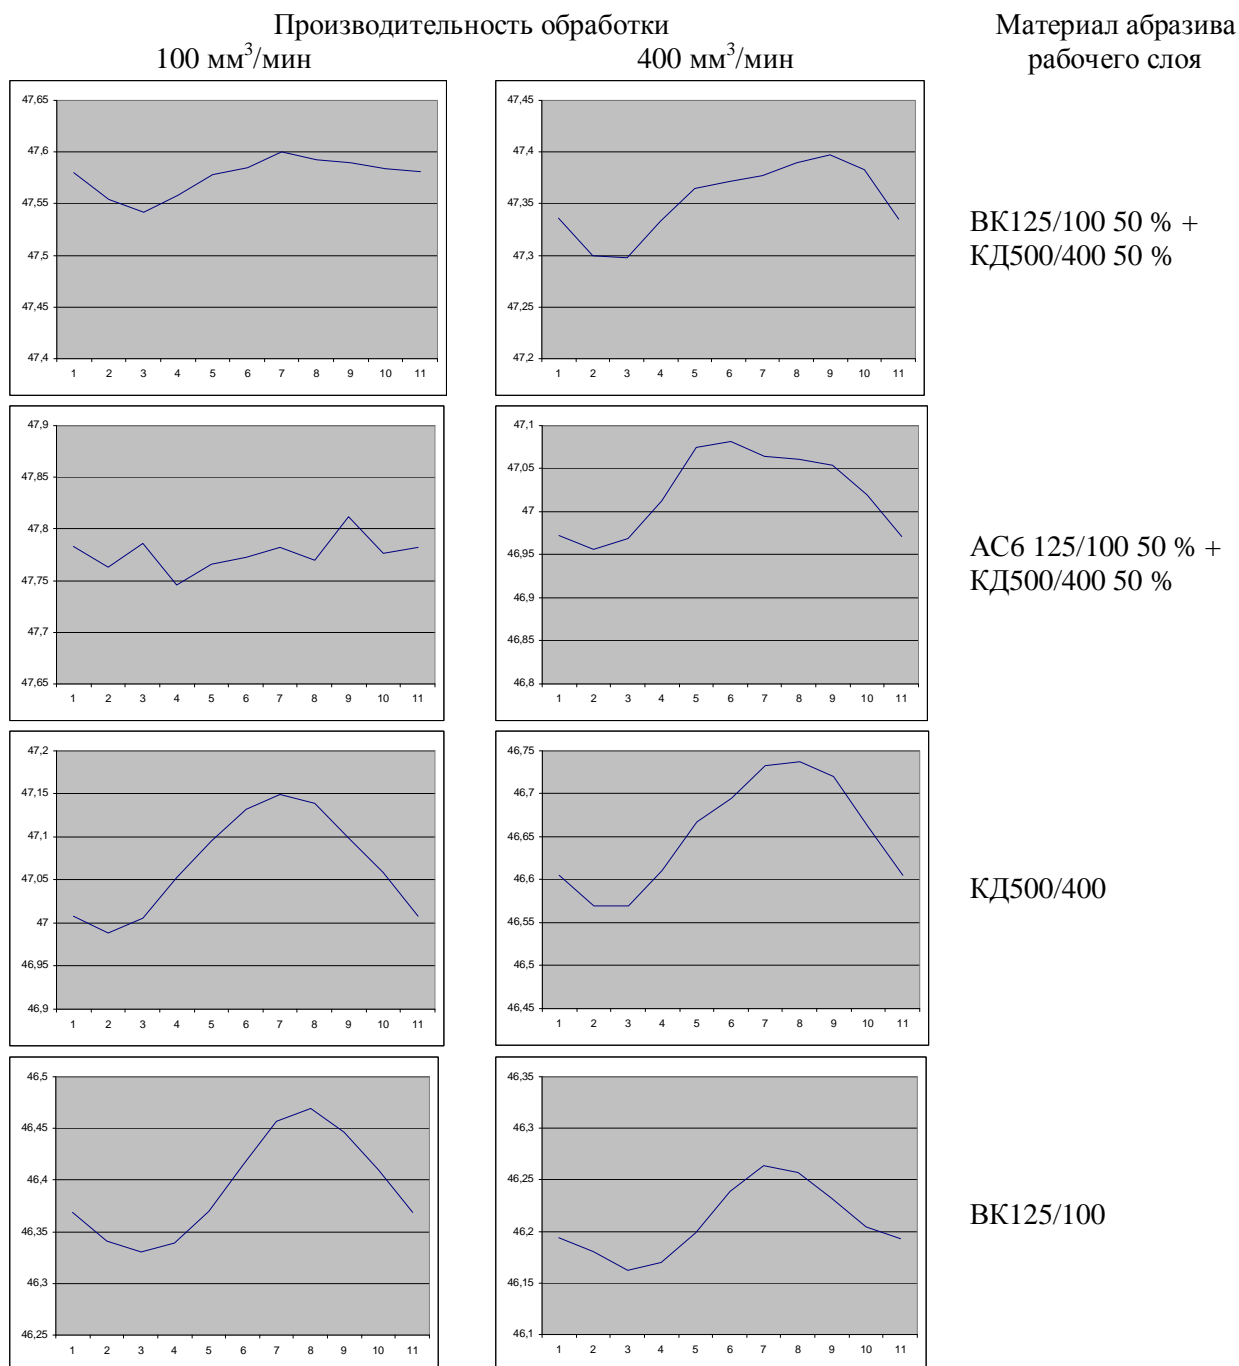 Производительность обработки
Материал абразива
100 мм³/мин
400 мм³/мин
рабочего слоя
47,65
47,6
47,55
47,5
47,45
47,4
1 2 3 4 5 6 7 8 9 10 11
47,45
47,4
47,35
47,3
47,25
47,2
1 2 3 4 5 6 7 8 9 10 11
ВК125/100 50 % +
КД500/400 50 %
47,9
47,85
47,8
47,75
47,7
47,65
1 2 3 4 5 6 7 8 9 10 11
47,1
47,05
47
46,95
46,9
46,85
46,8
1 2 3 4 5 6 7 8 9 10 11
АС6 125/100 50 % +
КД500/400 50 %
47,2
47,15
47,1
47,05
47
46,95
46,9
1 2 3 4 5 6 7 8 9 10 11
46,75
46,7
46,65
46,6
46,55
46,5
46,45
1 2 3 4 5 6 7 8 9 10 11
КД500/400
46,5
46,45
46,4
46,35
46,3
46,25
1 2 3 4 5 6 7 8 9 10 11
46,35
46,3
46,25
46,2
46,15
46,1
1 2 3 4 5 6 7 8 9 10 11
ВК125/100